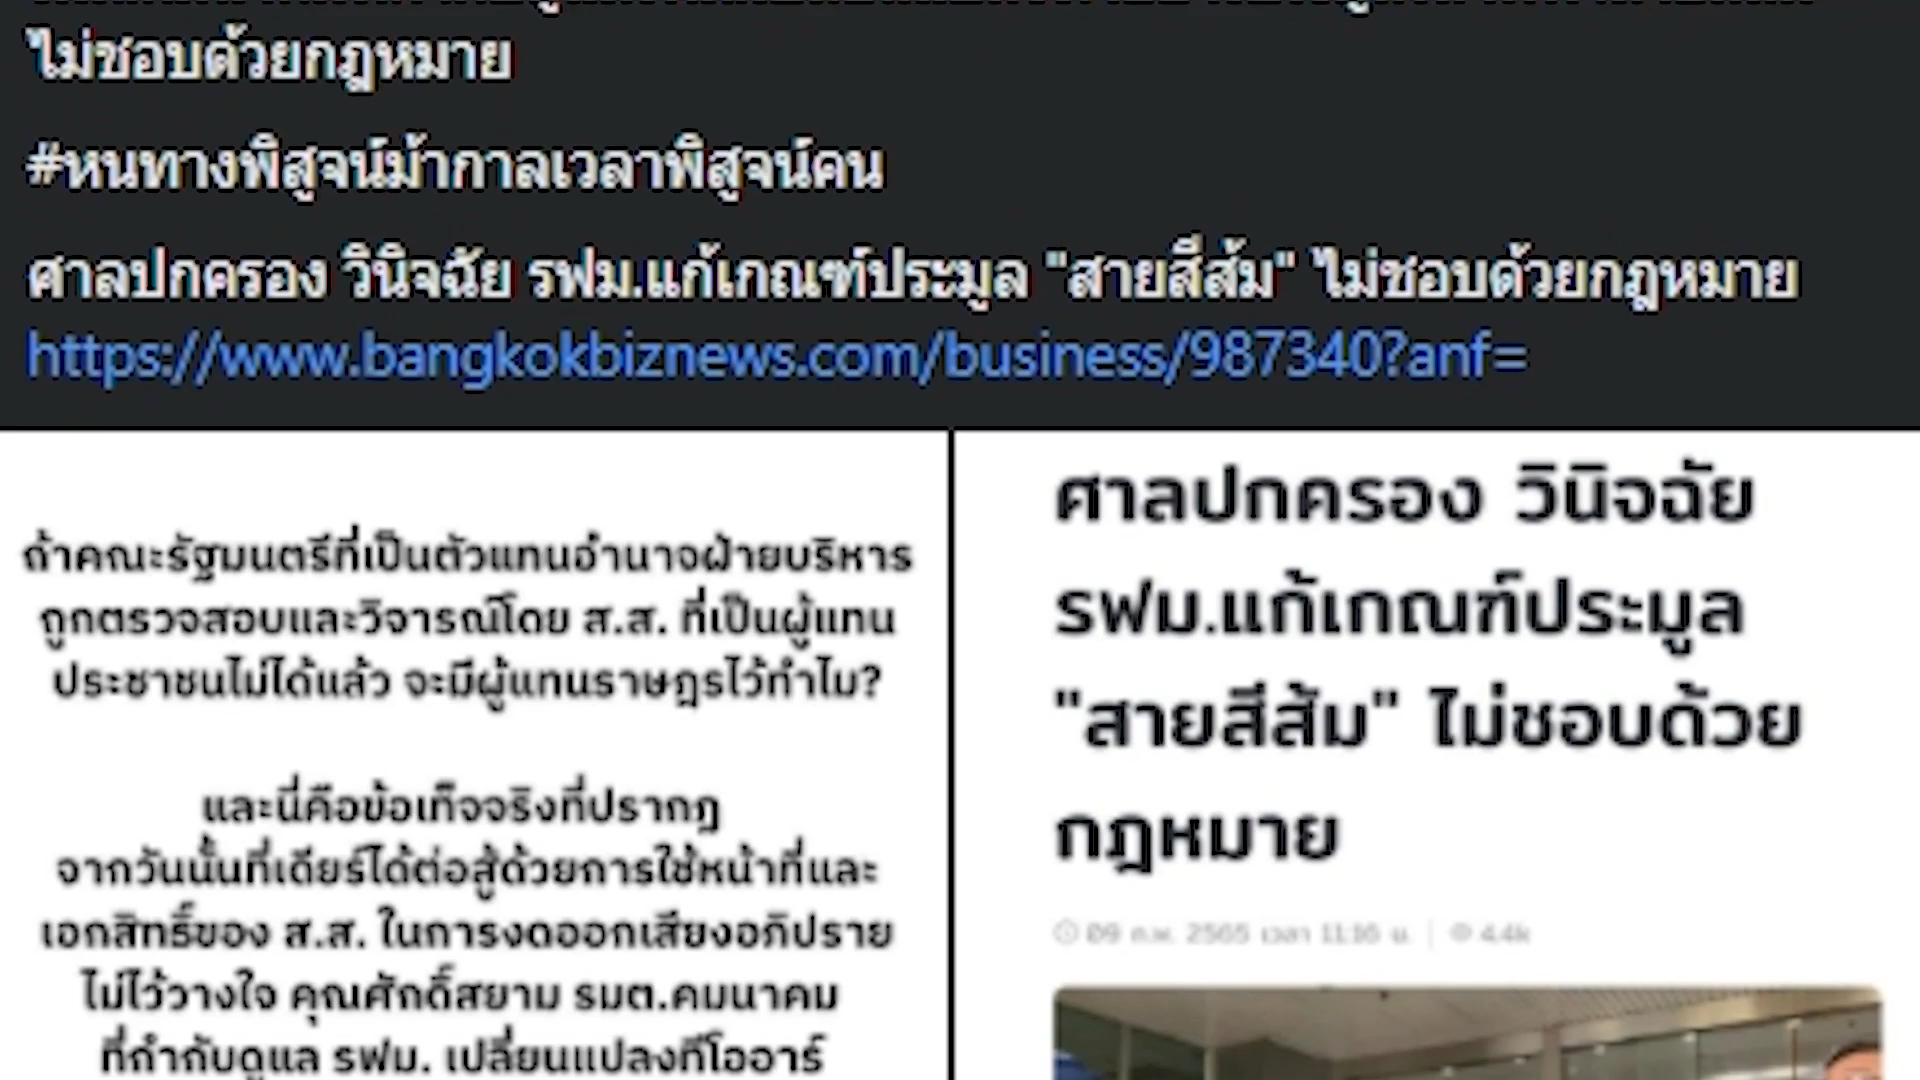 ไม่ชอบด้วยกฎหมาย
#หนทางพิสูจน์ม้ากาลเวลาพิสูจน์คน
ศาลปกครอง วินิจฉัย รฟม.แก้เกณฑ์ประมูล "สายสีส้ม" ไม่ชอบด้วยกฎหมาย
https://www.bangkokbiznews.com/business/987340?anf=
ถ้าคณะรัฐมนตรีที่เป็นตัวแทนอำนาจฝ่ายบริหาร
ถูกตรวจสอบและวิจารณ์โดย ส.ส. ที่เป็นผู้แทน
ประชาชนไม่ได้แล้ว จะมีผู้แทนราษฎรไว้ทำไม?
และนี่คือข้อเท็จจริงที่ปรากฎ
จากวันนั้นที่เดียร์ได้ต่อสู้ด้วยการใช้หน้าที่และ
เอกสิทธิ์ของ ส.ส. ในการงดออกเสียงอภิปราย
ไม่ไว้วางใจ คุณศักดิ์สยาม รมต.คมนาคม
ที่กำกับดูแล รฟม. เปลี่ยนแปลงทีโออาร์
ศาลปกครอง วินิจฉัย
รฟม.แก้เกณฑ์ประมูล
"สายสีส้ม" ไม่ชอบด้วย
กฎหมาย
09 ก.พ. 2565 เวลา 11:16 น. | 4.4k